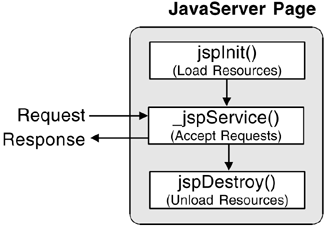 JavaServer Page
jspInit()
(Load Resources)
Request
Response
_jspService()
(Accept Requests)
jspDestroy()
(Unload Resources)